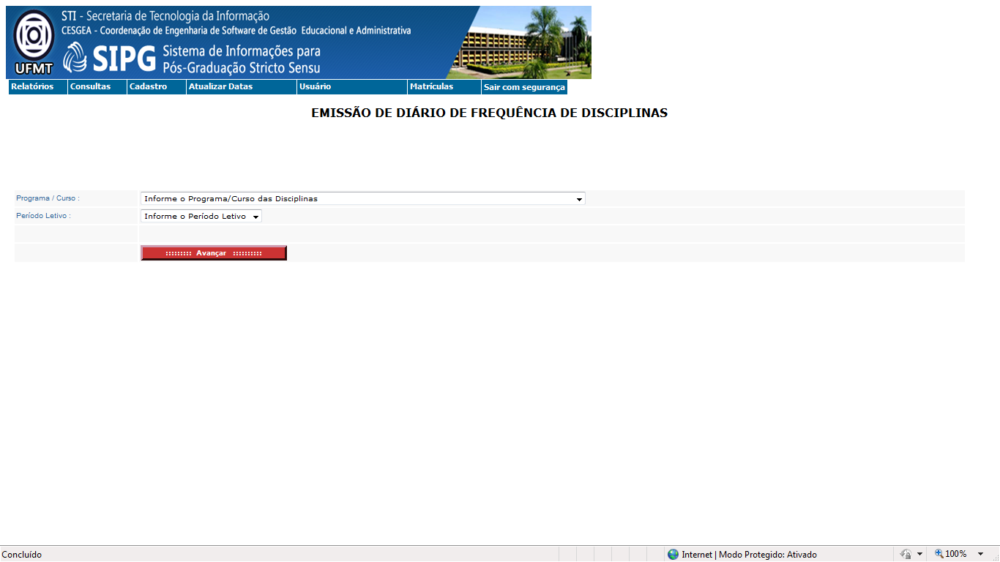 STI - Secretaria de Tecnologia da Informação
CESGEA - Coordenação de Engenharia de Software de Gestão Educacional e Administrativa
UFMT
SIPG Sistema de Informações para
Pós-Graduação Stricto Sensu
Relatórios Consultas Cadastro Atualizar Datas Usuário Matrículas Sair com segurança
EMISSÃO DE DIÁRIO DE FREQUÊNCIA DE DISCIPLINAS
Programa / Curso : Informe o Programa/Curso das Disciplinas
Período Letivo : Informe o Período Letivo
::::::::: Avançar ::::::::::
Concluído Internet | Modo Protegido: Ativado 100%